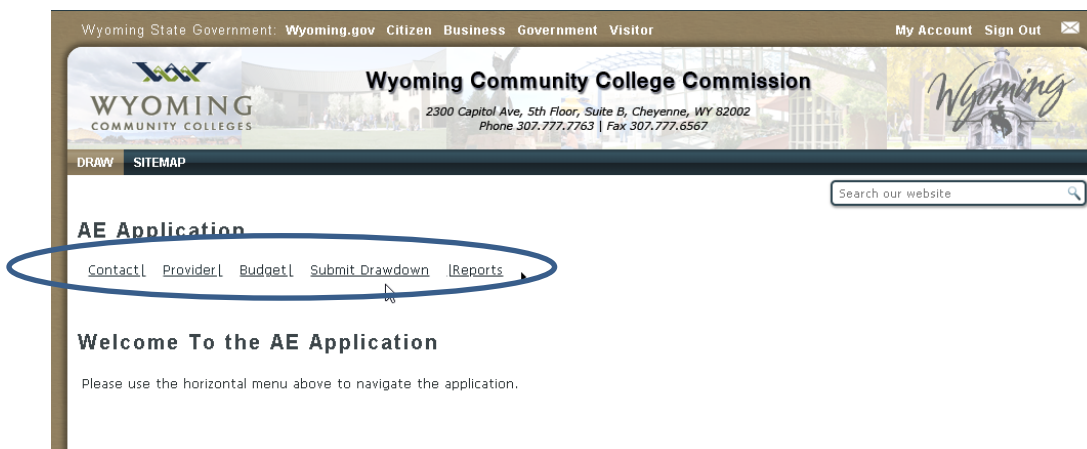 Wyoming State Government: Wyoming.gov Citizen Business Government Visitor My Account Sign Out
WYOMING
COMMUNITY COLLEGES
Wyoming Community College Commission
2300 Capitol Ave, 5th Floor, Suite B, Cheyenne, WY 82002
Phone 307.777.7763 | Fax 307.777.6567
Wyoming
DRAW SITEMAP
Search our website
AE Application
Contact| Provider| Budget| Submit Drawdown |Reports
Welcome To the AE Application
Please use the horizontal menu above to navigate the application.